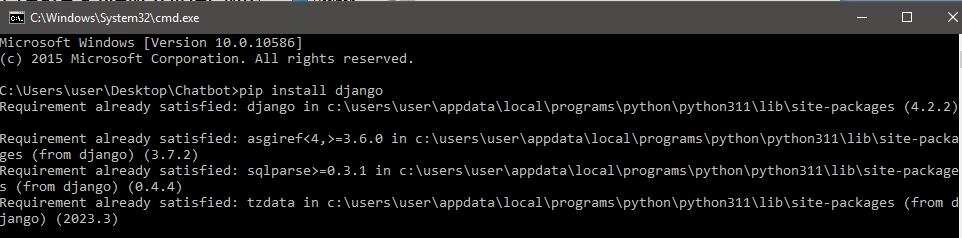 C:\Windows\System32\cmd.exe
Microsoft Windows [Version 10.0.10586]
(c) 2015 Microsoft Corporation. All rights reserved.
C:\Users\user\Desktop\Chatbot>pip install django
Requirement already satisfied: django in c:\users\user\appdata\local\programs\python\python311\lib\site-packages (4.2.2)
Requirement already satisfied: asgiref<4,>=3.6.0 in c:\users\user\appdata\local\programs\python\python311\lib\site-packa
ges (from django) (3.7.2)
Requirement already satisfied: sqlparse>=0.3.1 in c:\users\user\appdata\local\programs\python\python311\lib\site-package
s (from django) (0.4.4)
Requirement already satisfied: tzdata in c:\users\user\appdata\local\programs\python\python311\lib\site-packages (from d
jango) (2023.3)